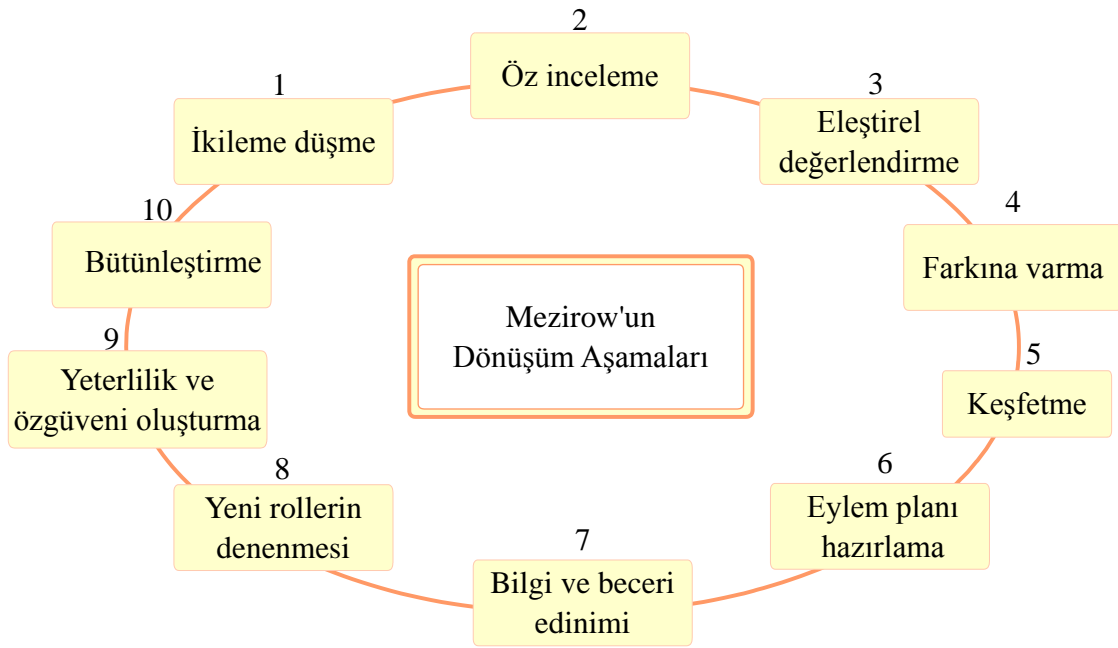 1
İkileme düşme
2
Öz inceleme
3
Eleştirel
değerlendirme
4
Farkına varma
5
Keşfetme
6
Eylem planı
hazırlama
7
Bilgi ve beceri
edinimi
8
Yeni rollerin
denenmesi
9
Yeterlilik ve
özgüveni oluşturma
10
Bütünleştirme
Mezirow'un
Dönüşüm Aşamaları